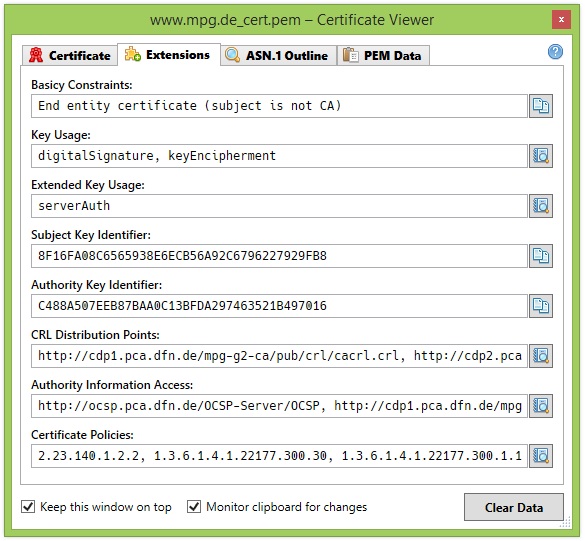 www.mpg.de_cert.pem – Certificate Viewer
x
Certificate Extensions ASN.1 Outline PEM Data ?
Basicy Constraints:
End entity certificate (subject is not CA)
Key Usage:
digitalSignature, keyEncipherment
Extended Key Usage:
serverAuth
Subject Key Identifier:
8F16FA08C6565938E6ECB56A92C6796227929FB8
Authority Key Identifier:
C488A507EEB87BAA0C13BFDA297463521B497016
CRL Distribution Points:
http://cdp1.pca.dfn.de/mpg-g2-ca/pub/crl/cacrl.crl, http://cdp2.pca
Authority Information Access:
http://ocsp.pca.dfn.de/OCSP-Server/OCSP, http://cdp1.pca.dfn.de/mpg
Certificate Policies:
2.23.140.1.2.2, 1.3.6.1.4.1.22177.300.30, 1.3.6.1.4.1.22177.300.1.1
Keep this window on top Monitor clipboard for changes Clear Data